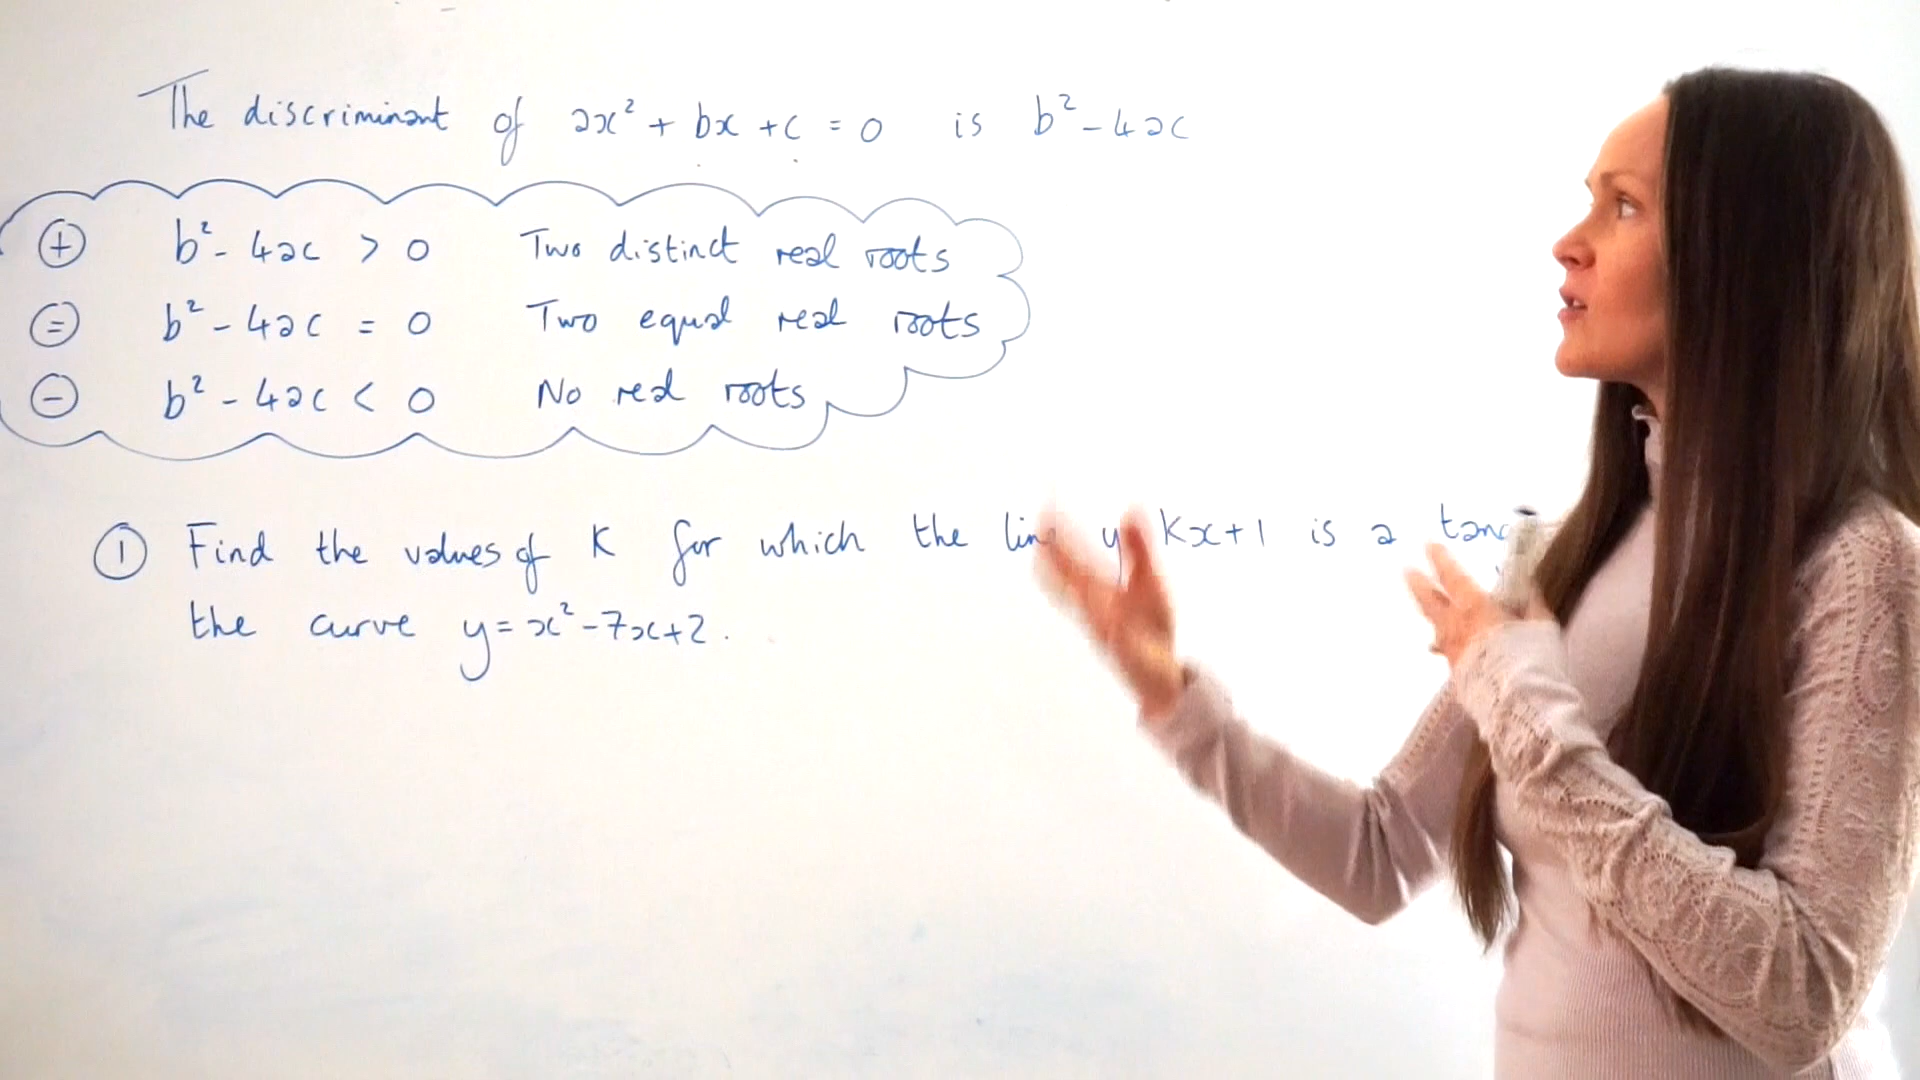 The discriminant of ax² + bx + c = 0 is b² - 4ac
+ b² - 4ac > 0 Two distinct real roots
= b² - 4ac = 0 Two equal real roots
- b² - 4ac < 0 No real roots
1 Find the values of K for which the y Kx+1 is a
the curve y = x² - 7x + 2.